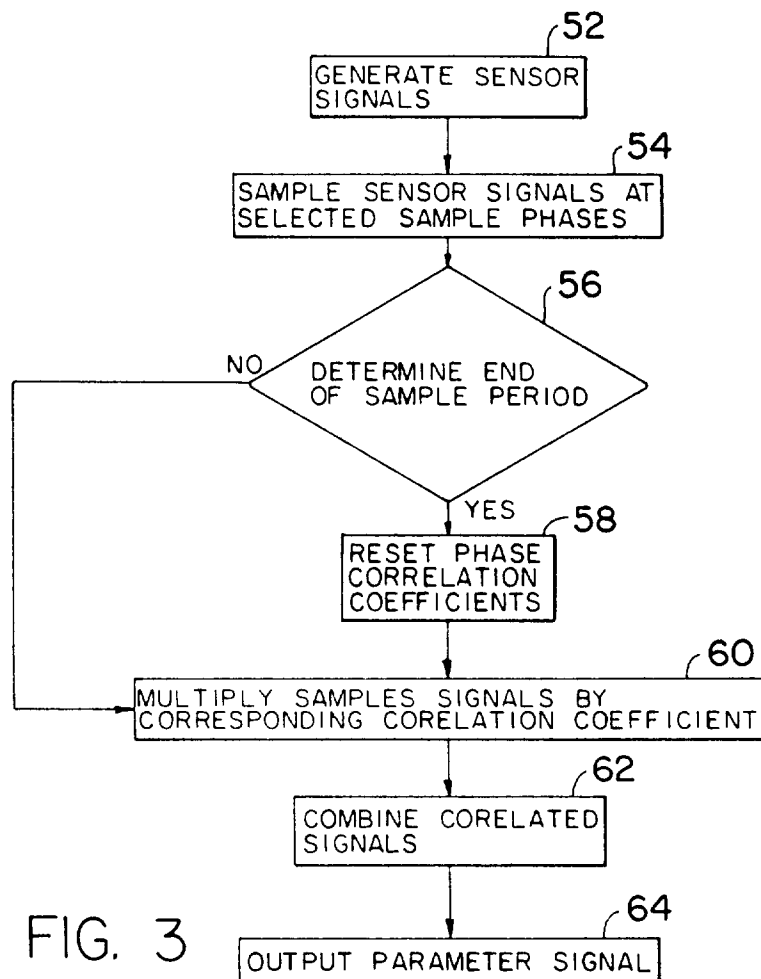 52
GENERATE SENSOR
SIGNALS
54
SAMPLE SENSOR SIGNALS AT
SELECTED SAMPLE PHASES
56
NO
DETERMINE END
OF SAMPLE PERIOD
YES
58
RESET PHASE
CORRELATION
COEFFICIENTS
60
MULTIPLY SAMPLES SIGNALS BY
CORRESPONDING CORELATION COEFFICIENT
62
COMBINE CORELATED
SIGNALS
64
OUTPUT PARAMETER SIGNAL
FIG. 3